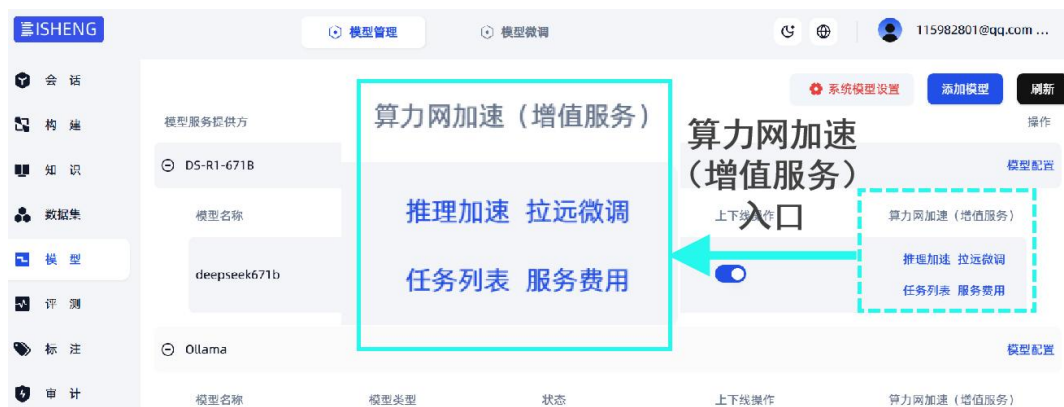 BISHENG
模型管理
模型微调
115982801@qq.com ...
会 话
构 建
知 识
数据集
模 型
评 测
标 注
审 计
系统模型设置
添加模型
刷新
模型服务提供方
操作
DS-R1-671B
模型配置
模型名称
上下线操作
算力网加速（增值服务）
deepseek671b
推理加速 拉远微调
任务列表 服务费用
算力网加速（增值服务）
推理加速 拉远微调
任务列表 服务费用
算力网加速
（增值服务）
入口
Ollama
模型配置
模型名称
模型类型
状态
上下线操作
算力网加速（增值服务）